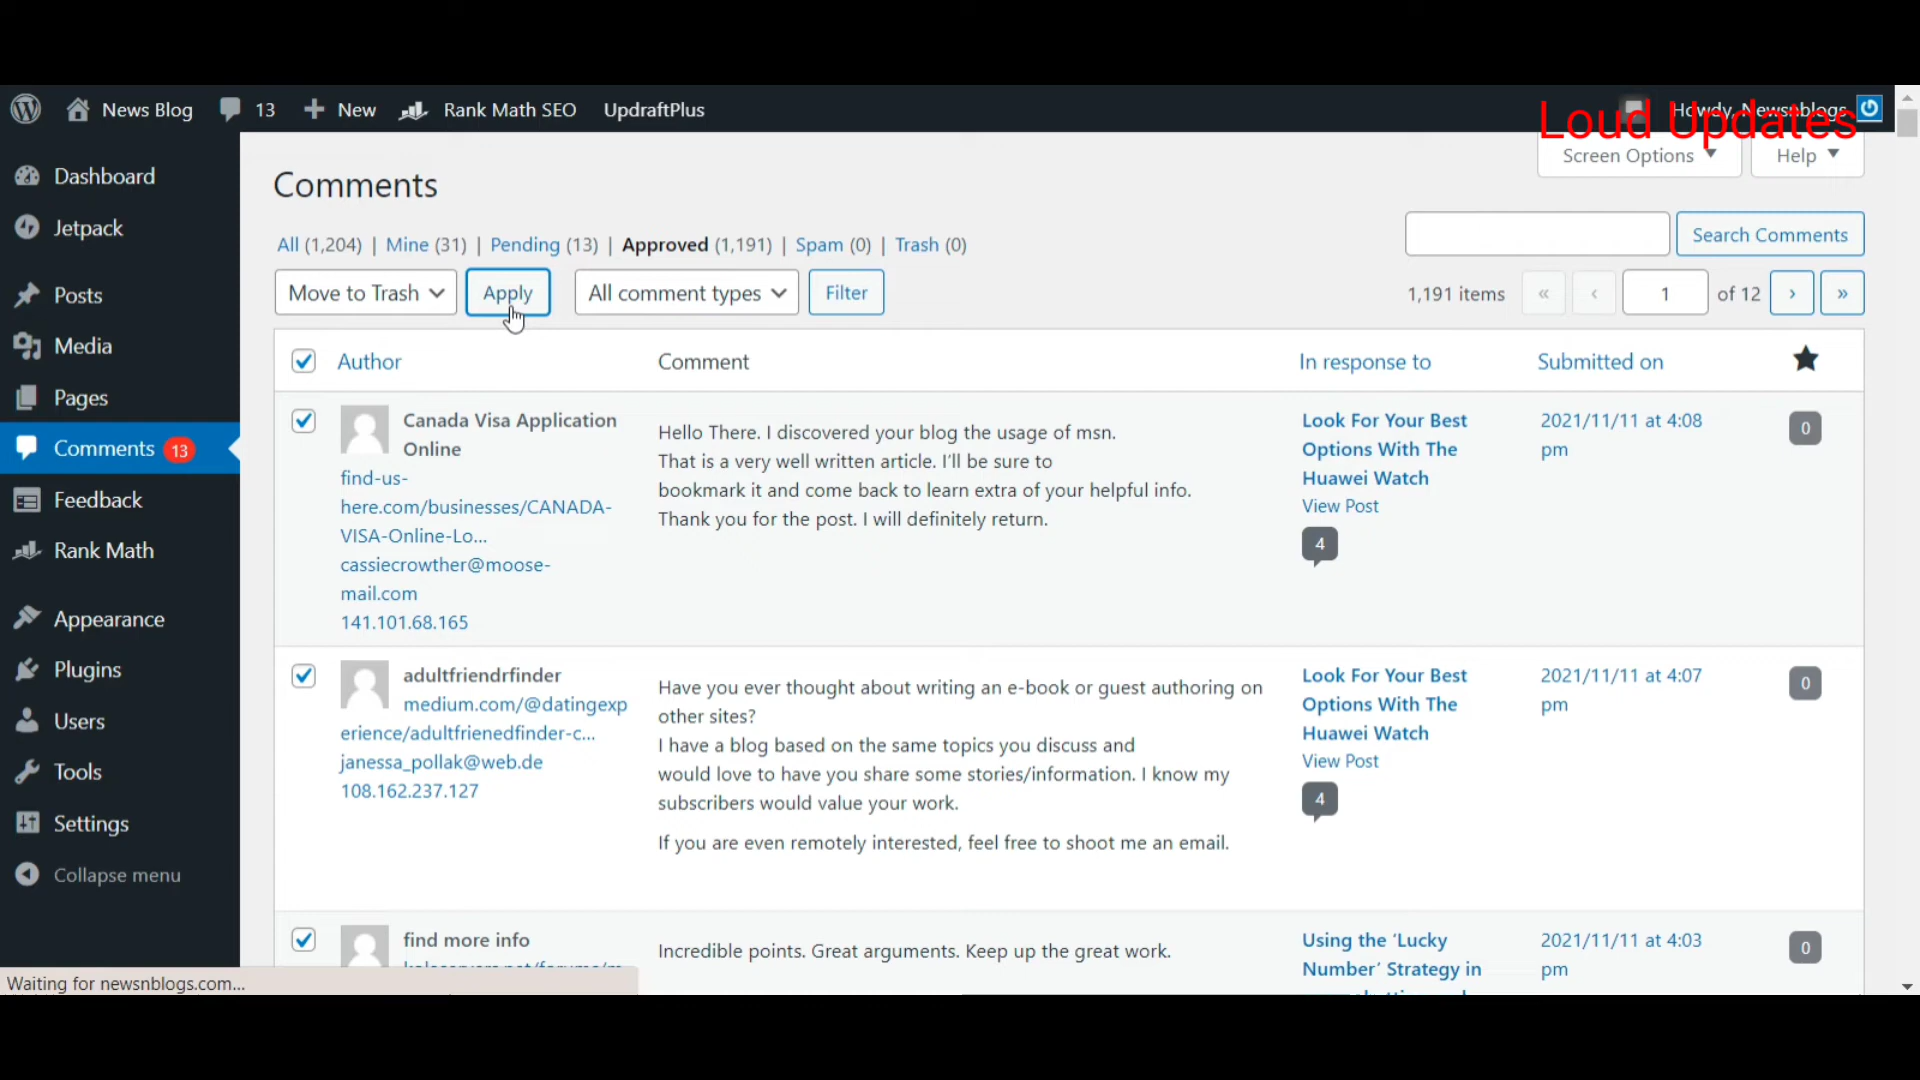 News Blog 13 New Rank Math SEO UpdraftPlus Howdy, Newsnblogs
Loud Updates
Screen Options Help
Dashboard
Jetpack
Posts
Media
Pages
Comments 13
Feedback
Rank Math
Appearance
Plugins
Users
Tools
Settings
Collapse menu
Comments
All (1,204) | Mine (31) | Pending (13) | Approved (1,191) | Spam (0) | Trash (0)
Search Comments
Move to Trash Apply All comment types Filter 1,191 items « ‹ 1 of 12 › »
Author Comment In response to Submitted on
Canada Visa Application
Online
find-us-
here.com/businesses/CANADA-
VISA-Online-Lo...
cassiecrowther@moose-
mail.com
141.101.68.165
Hello There. I discovered your blog the usage of msn.
That is a very well written article. I'll be sure to
bookmark it and come back to learn extra of your helpful info.
Thank you for the post. I will definitely return.
Look For Your Best
Options With The
Huawei Watch
View Post
4
2021/11/11 at 4:08
pm
0
adultfriendrfinder
medium.com/@datingexp
erience/adultfrienedfinder-c...
janessa_pollak@web.de
108.162.237.127
Have you ever thought about writing an e-book or guest authoring on
other sites?
I have a blog based on the same topics you discuss and
would love to have you share some stories/information. I know my
subscribers would value your work.
If you are even remotely interested, feel free to shoot me an email.
Look For Your Best
Options With The
Huawei Watch
View Post
4
2021/11/11 at 4:07
pm
0
find more info
Incredible points. Great arguments. Keep up the great work.
Using the 'Lucky
Number' Strategy in
2021/11/11 at 4:03
pm
0
Waiting for newsnblogs.com...